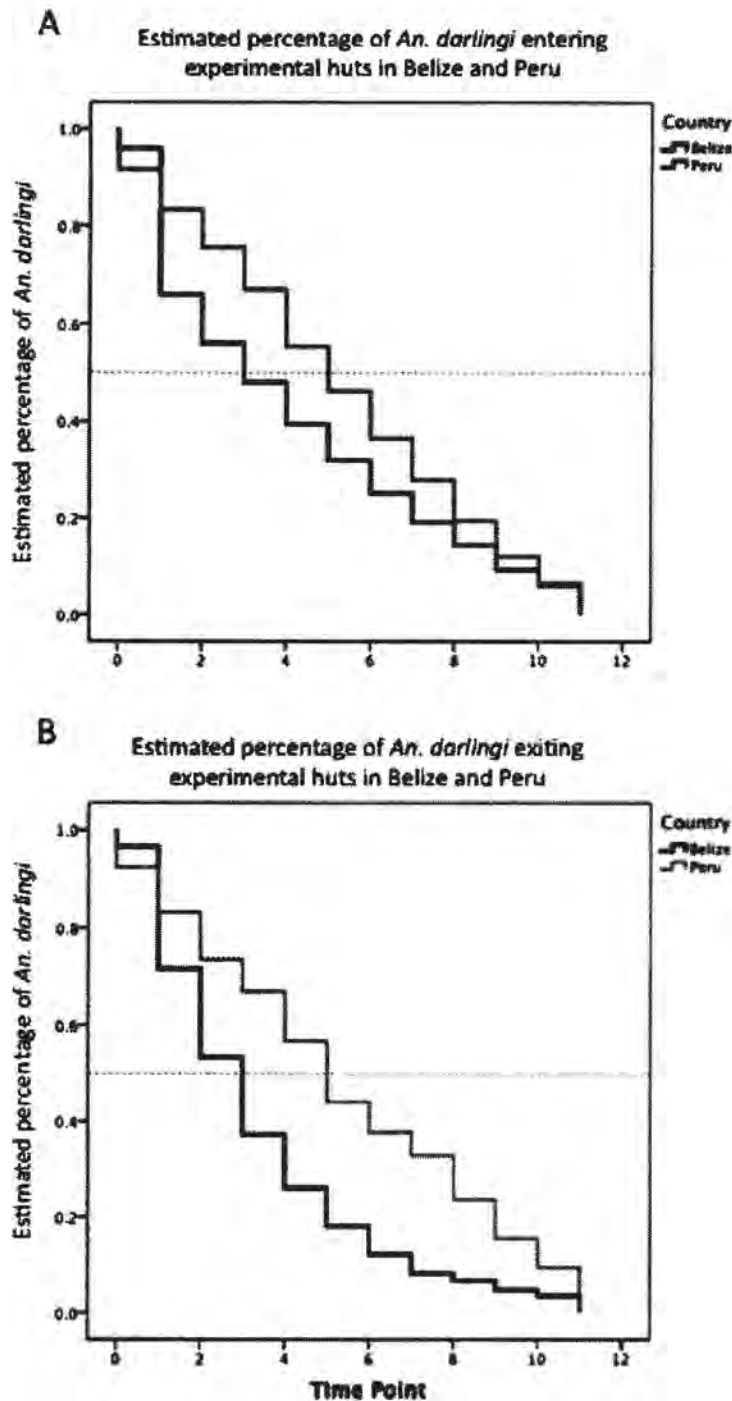 A
Estimated percentage of An. darlingi entering
experimental huts in Belize and Peru
Country
Belize
Peru
Estimated percentage of An. darlingi
1.0
0.8
0.6
0.4
0.2
0.0
0 2 4 6 8 10 12
B
Estimated percentage of An. darlingi exiting
experimental huts in Belize and Peru
Country
Belize
Peru
Estimated percentage of An. darlingi
1.0
0.8
0.6
0.4
0.2
0.0
0 2 4 6 8 10 12
Time Point